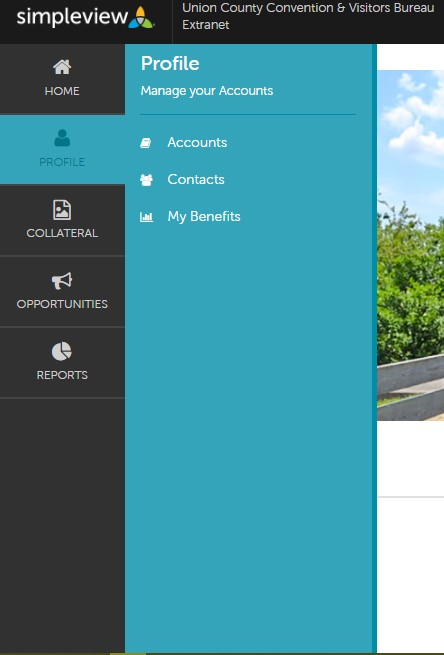 simpleview
Union County Convention & Visitors Bureau
Extranet
HOME
PROFILE
COLLATERAL
OPPORTUNITIES
REPORTS
Profile
Manage your Accounts
Accounts
Contacts
My Benefits